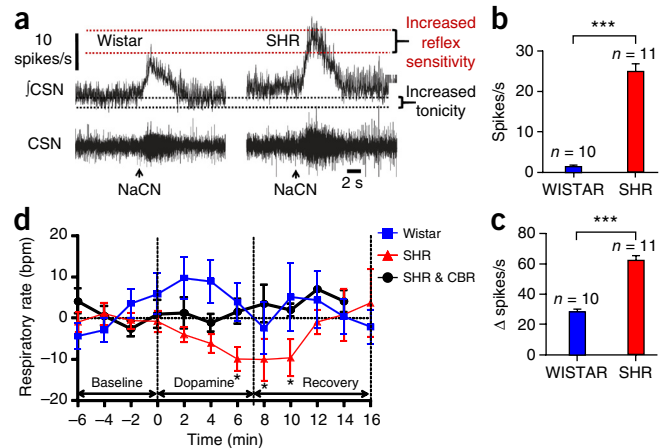 a
10
spikes/s
Wistar
SHR
Increased
reflex
sensitivity
∫CSN
Increased
tonicity
CSN
NaCN
NaCN
2 s
b
***
n = 11
n = 10
Spikes/s
30
20
10
0
WISTAR
SHR
c
***
n = 11
n = 10
Δ spikes/s
80
60
40
20
0
WISTAR
SHR
d
Respiratory rate (bpm)
20
10
0
−10
−20
Wistar
SHR
SHR & CBR
Baseline
Dopamine
Recovery
* * *
−6 −4 −2 0 2 4 6 8 10 12 14 16
Time (min)